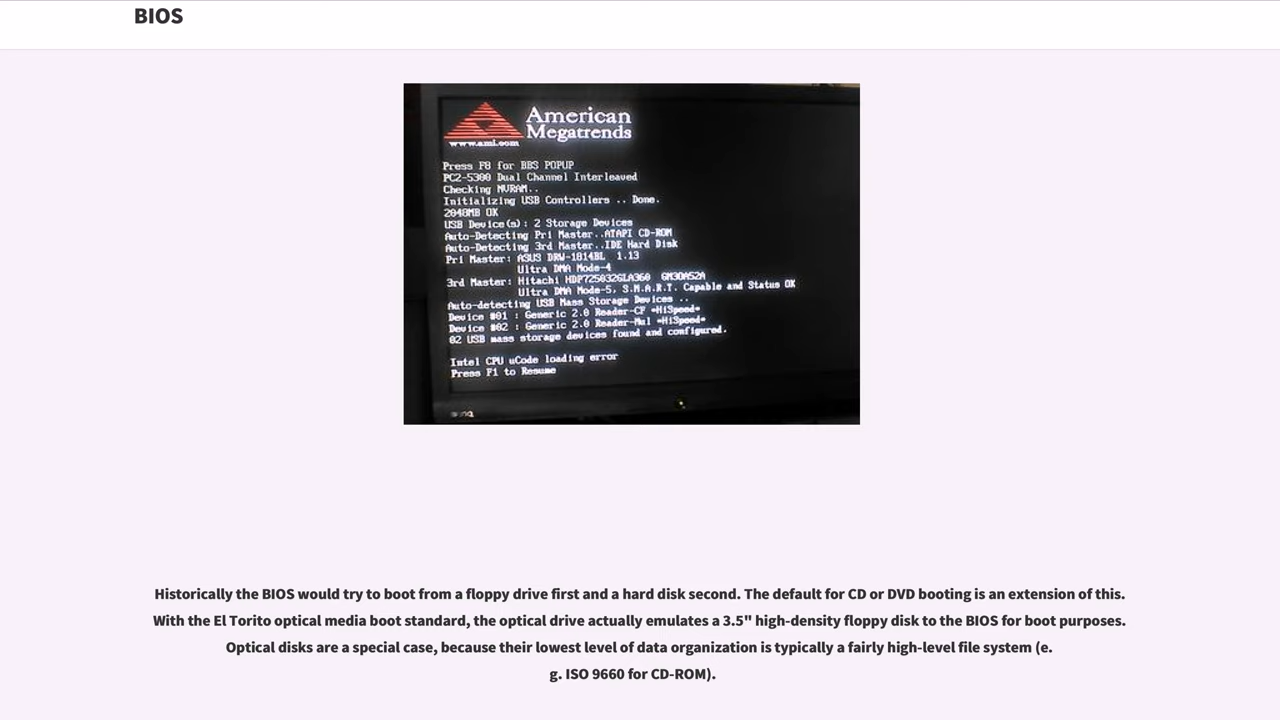 BIOS
American
Megatrends
www.ami.com
Press F8 for BBS POPUP
PC2-5300 Dual Channel Interleaved
Checking NVRAM..
Initializing USB Controllers .. Done.
2048MB OK
USB Device(s): 2 Storage Devices
Auto-Detecting Pri Master..ATAPI CD-ROM
Auto-Detecting 3rd Master..IDE Hard Disk
Pri Master: ASUS DRW-1814BL 1.13
Ultra DMA Mode-4
3rd Master: Hitachi HDP725032GLA360 GM3OA52A
Ultra DMA Mode-5, S.M.A.R.T. Capable and Status OK
Auto-detecting USB Mass Storage Devices ..
Device #01 : Generic 2.0 Reader-CF *HiSpeed*
Device #02 : Generic 2.0 Reader-Mul *HiSpeed*
02 USB mass storage devices found and configured.
Intel CPU uCode loading error
Press F1 to Resume
Historically the BIOS would try to boot from a floppy drive first and a hard disk second. The default for CD or DVD booting is an extension of this.
With the El Torito optical media boot standard, the optical drive actually emulates a 3.5" high-density floppy disk to the BIOS for boot purposes.
Optical disks are a special case, because their lowest level of data organization is typically a fairly high-level file system (e.
g. ISO 9660 for CD-ROM).